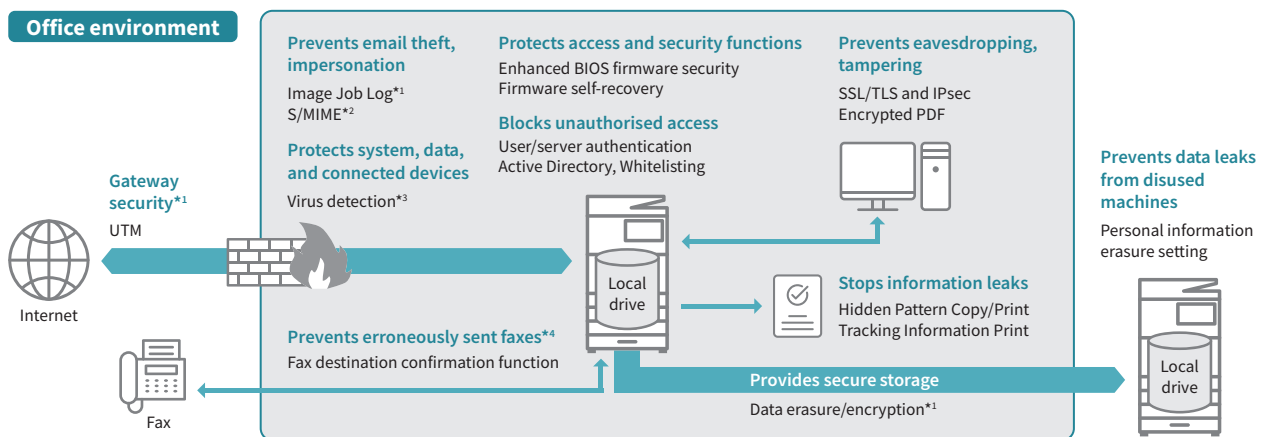 Office environment
Prevents email theft,
impersonation
Image Job Log*1
S/MIME*2
Protects system, data,
and connected devices
Virus detection*3
Protects access and security functions
Enhanced BIOS firmware security
Firmware self-recovery
Blocks unauthorised access
User/server authentication
Active Directory, Whitelisting
Prevents eavesdropping,
tampering
SSL/TLS and IPsec
Encrypted PDF
Gateway
security*1
UTM
Internet
Local
drive
Stops information leaks
Hidden Pattern Copy/Print
Tracking Information Print
Prevents data leaks
from disused
machines
Personal information
erasure setting
Prevents erroneously sent faxes*4
Fax destination confirmation function
Fax
Provides secure storage
Data erasure/encryption*1
Local
drive